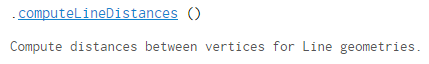 .computeLineDistances ()
Compute distances between vertices for Line geometries.